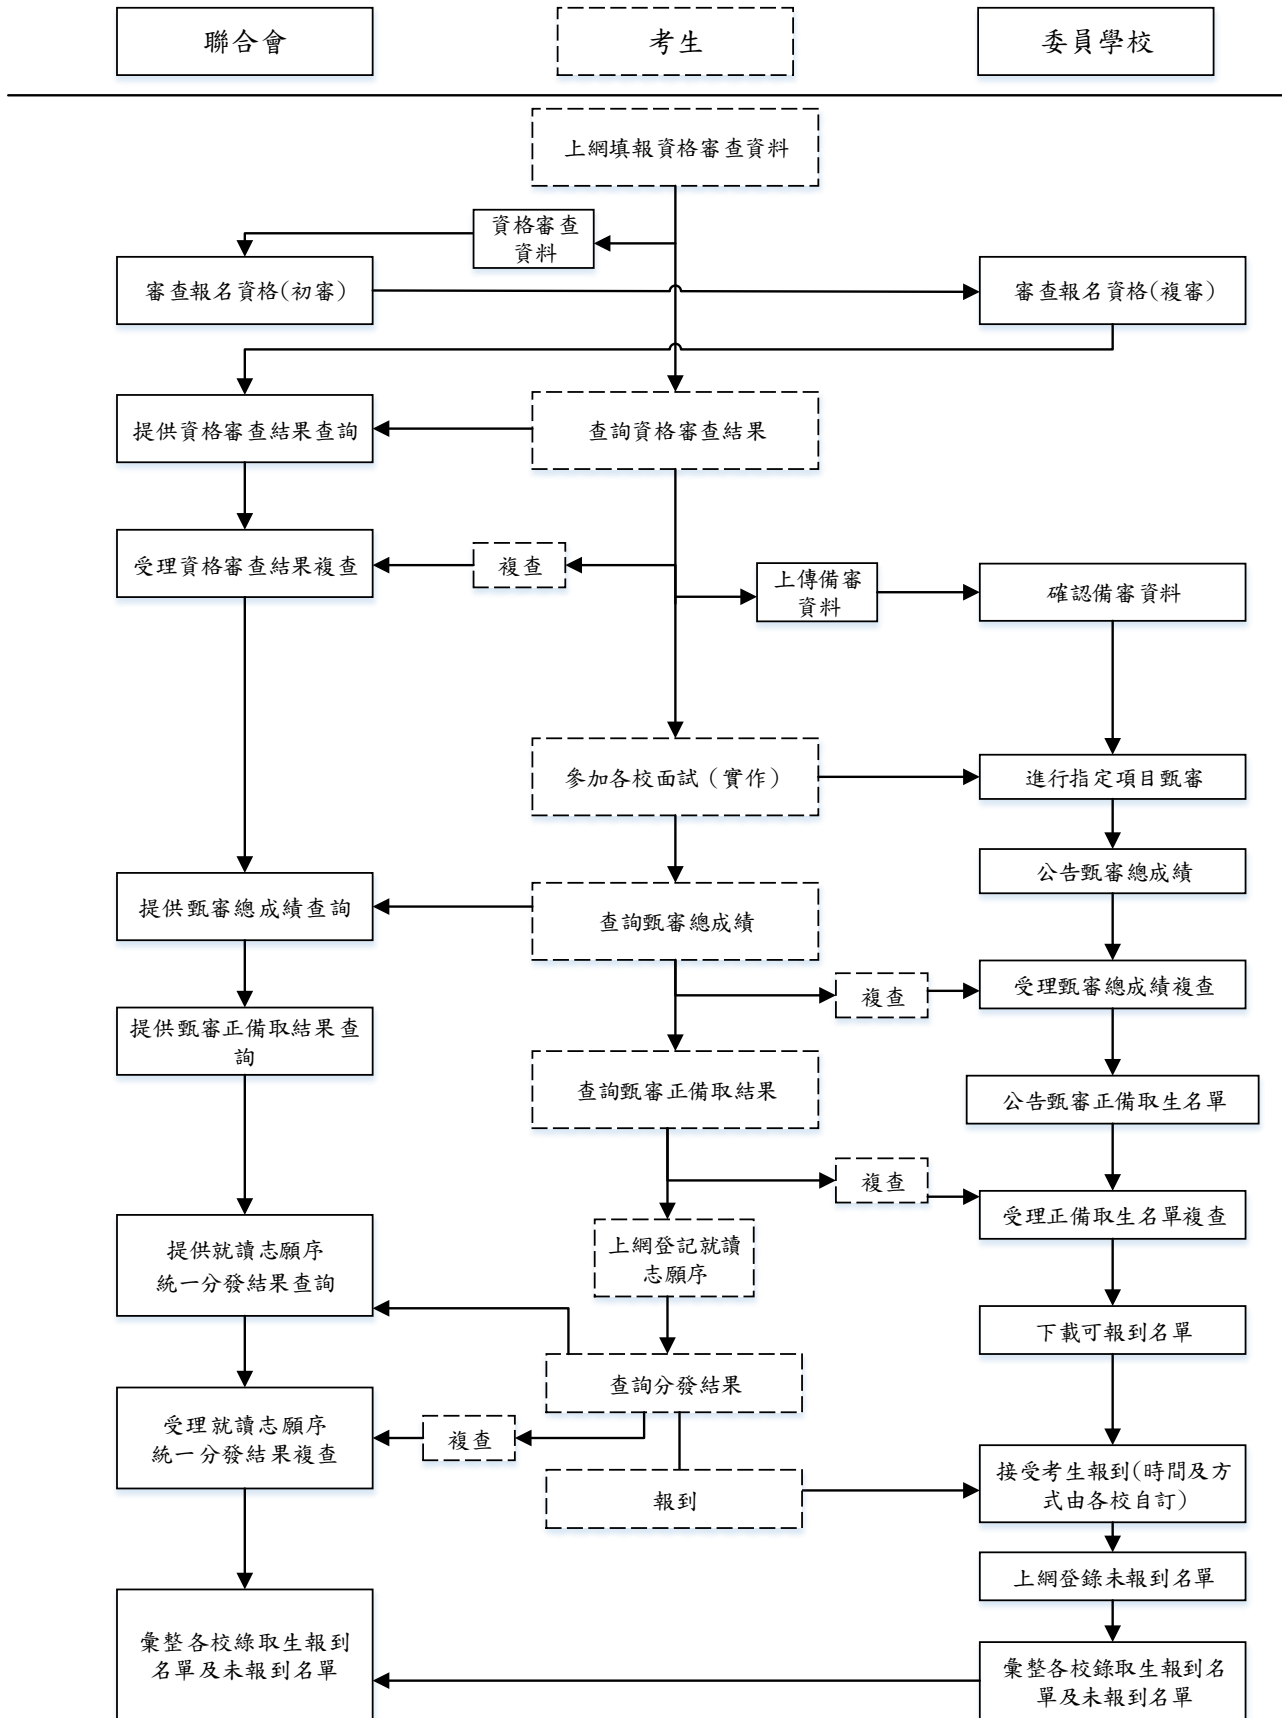 聯合會
考生
委員學校
上網填報資格審查資料
資格審查
資料
審查報名資格(初審)
審查報名資格(複審)
提供資格審查結果查詢
查詢資格審查結果
受理資格審查結果複查
複查
上傳備審
資料
確認備審資料
參加各校面試（實作）
進行指定項目甄審
公告甄審總成績
提供甄審總成績查詢
查詢甄審總成績
複查
受理甄審總成績複查
提供甄審正備取結果查
詢
查詢甄審正備取結果
公告甄審正備取生名單
複查
受理正備取生名單複查
上網登記就讀
志願序
提供就讀志願序
統一分發結果查詢
下載可報到名單
查詢分發結果
受理就讀志願序
統一分發結果複查
複查
報到
接受考生報到(時間及方
式由各校自訂)
上網登錄未報到名單
彙整各校綠取生報到
名單及未報到名單
彙整各校錄取生報到名
單及未報到名單